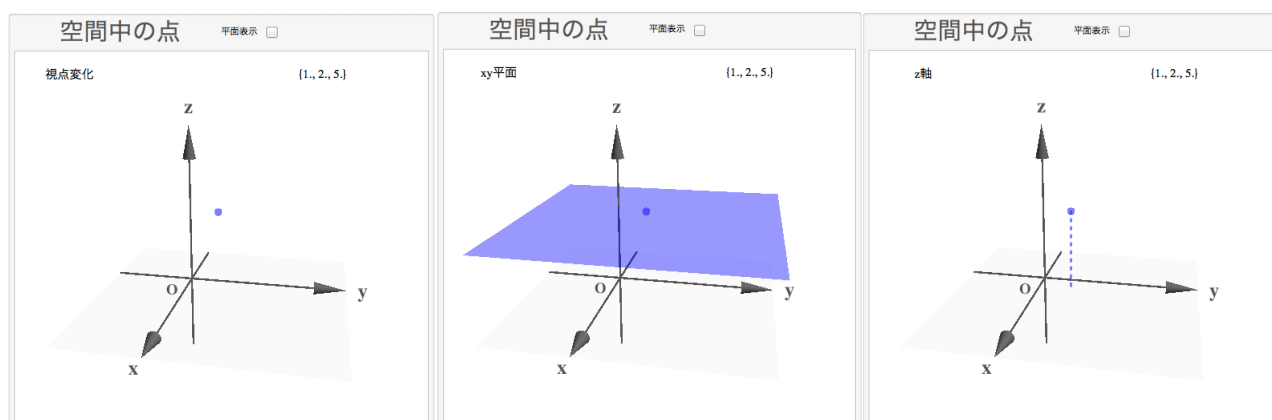 空間中の点 平面表示
視点変化 {1., 2., 5.}
z
O
y
x
空間中の点 平面表示
xy平面 {1., 2., 5.}
z
O
y
x
空間中の点 平面表示
z軸 {1., 2., 5.}
z
O
y
x